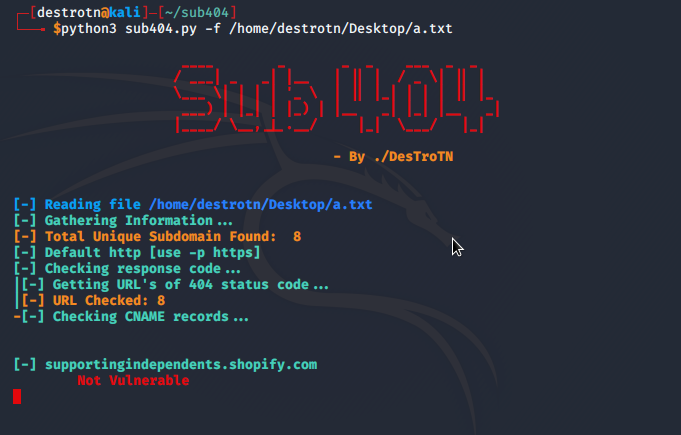 [destrotn@kali]-[~/sub404]
$python3 sub404.py -f /home/destrotn/Desktop/a.txt
Sub 404
- By ./DesTroTN
[-] Reading file /home/destrotn/Desktop/a.txt
[-] Gathering Information...
[-] Total Unique Subdomain Found:  8
[-] Default http [use -p https]
[-] Checking response code...
|[-] Getting URL's of 404 status code...
|[-] URL Checked: 8
-[-] Checking CNAME records...
[-] supportingindependents.shopify.com
Not Vulnerable